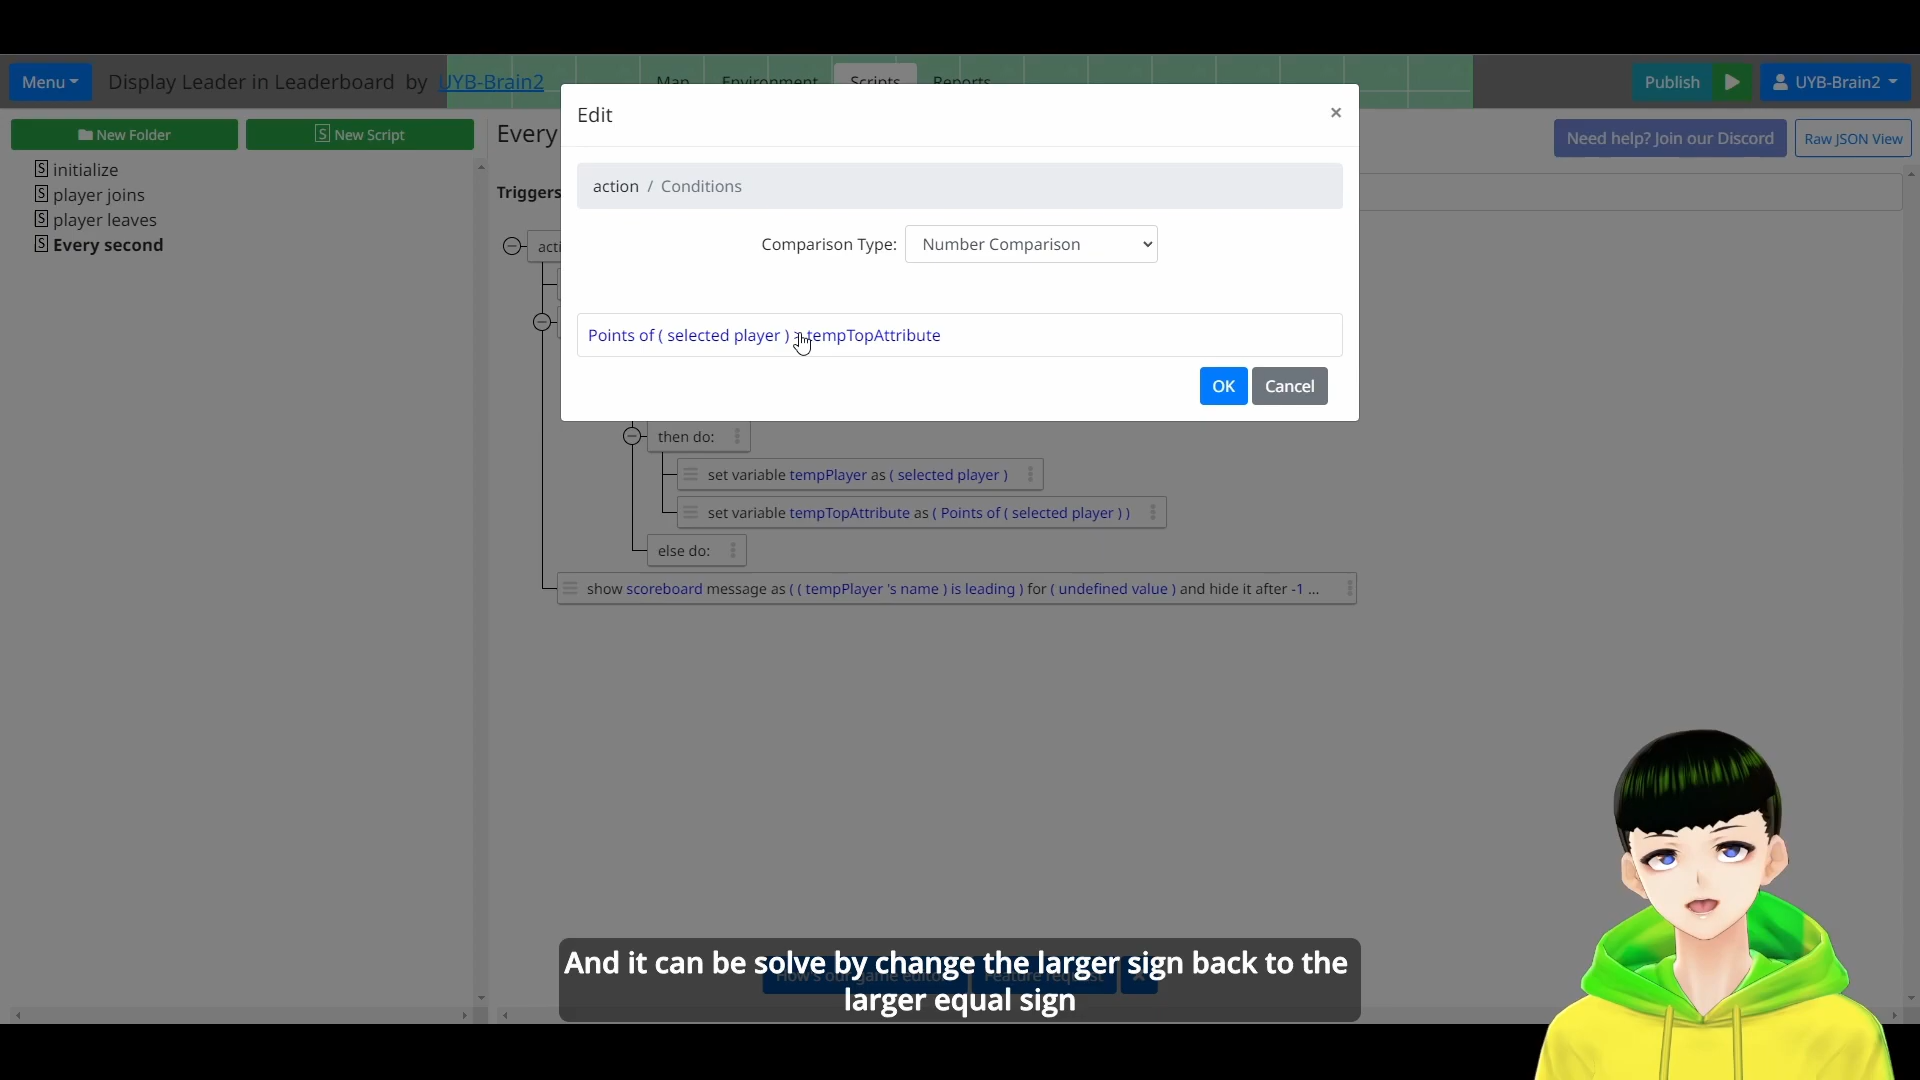 Menu
Display Leader in Leaderboard by UYB-Brain2
Map
Environment
Scripts
Reports
Publish
UYB-Brain2
New Folder
S New Script
Every
Need help? Join our Discord
Raw JSON View
S initialize
S player joins
S player leaves
S Every second
Triggers
acti
Edit
×
action / Conditions
Comparison Type: Number Comparison
Points of ( selected player ) > tempTopAttribute
OK
Cancel
then do:
set variable tempPlayer as ( selected player )
set variable tempTopAttribute as ( Points of ( selected player ) )
else do:
show scoreboard message as ( ( tempPlayer 's name ) is leading ) for ( undefined value ) and hide it after -1 ...
And it can be solve by change the larger sign back to the
larger equal sign